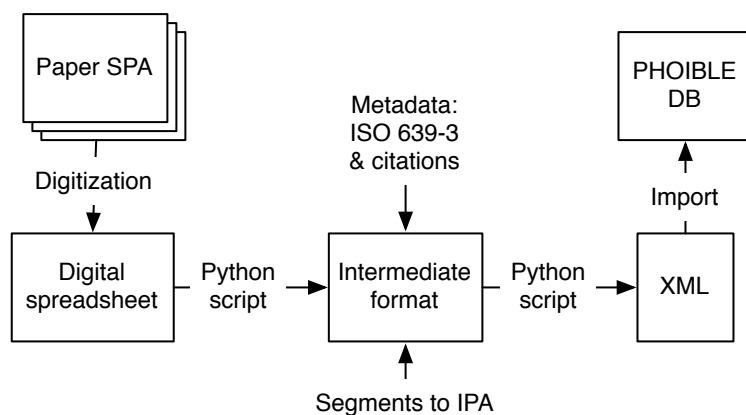 Paper SPA
PHOIBLE
DB
Metadata:
ISO 639-3
& citations
Digitization
Import
Digital
spreadsheet
Python
script
Intermediate
format
Python
script
XML
Segments to IPA